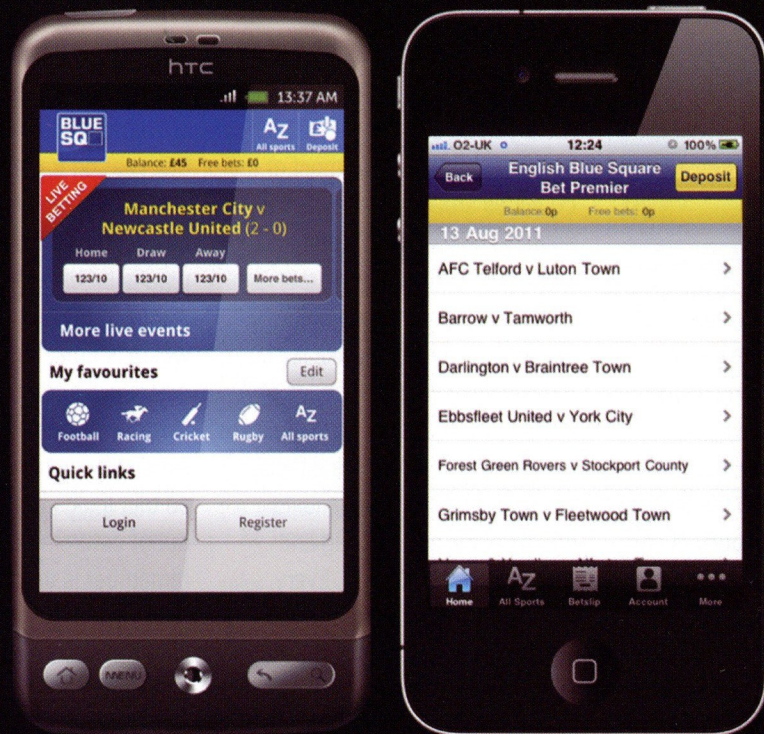 hTC
13:37 AM
BLUE
SQ
AZ
All sports
Deposit
Balance: £45 Free bets: £0
LIVE
BETTING
Manchester City v
Newcastle United (2 - 0)
Home Draw Away
123/10 123/10 123/10 More bets...
More live events
My favourites Edit
Football Racing Cricket Rugby AZ All sports
Quick links
Login Register
MENU
O2-UK 12:24 100%
Back
English Blue Square
Bet Premier
Deposit
Balance: 0p Free bets: 0p
13 Aug 2011
AFC Telford v Luton Town
Barrow v Tamworth
Darlington v Braintree Town
Ebbsfleet United v York City
Forest Green Rovers v Stockport County
Grimsby Town v Fleetwood Town
AZ
Home All Sports Betslip Account More